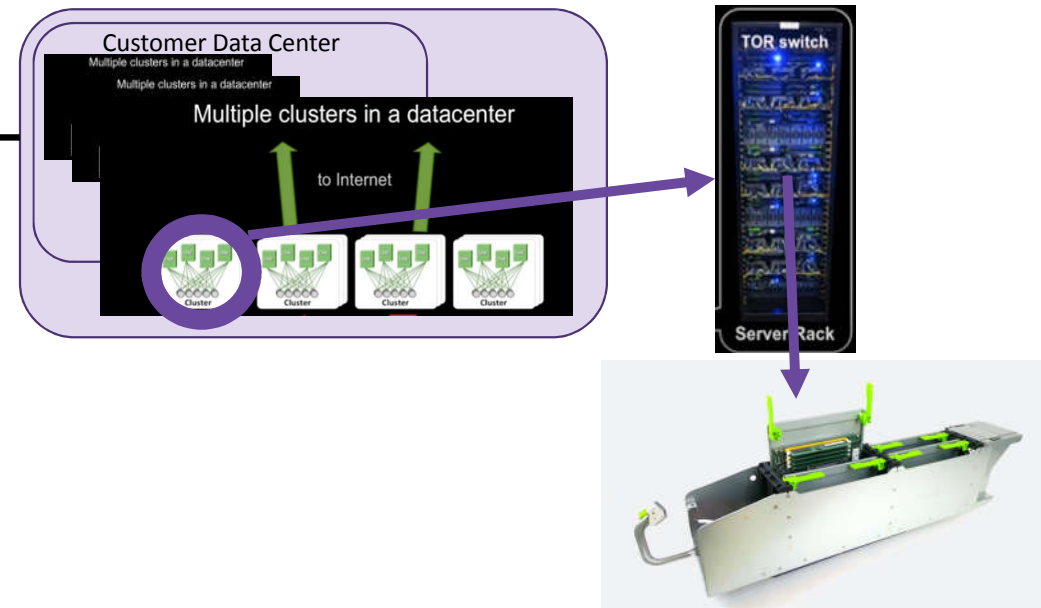 Customer Data Center
Multiple clusters in a datacenter
Multiple clusters in a datacenter
Multiple clusters in a datacenter
to Internet
Cluster
Cluster
Cluster
Cluster
TOR switch
Server Rack